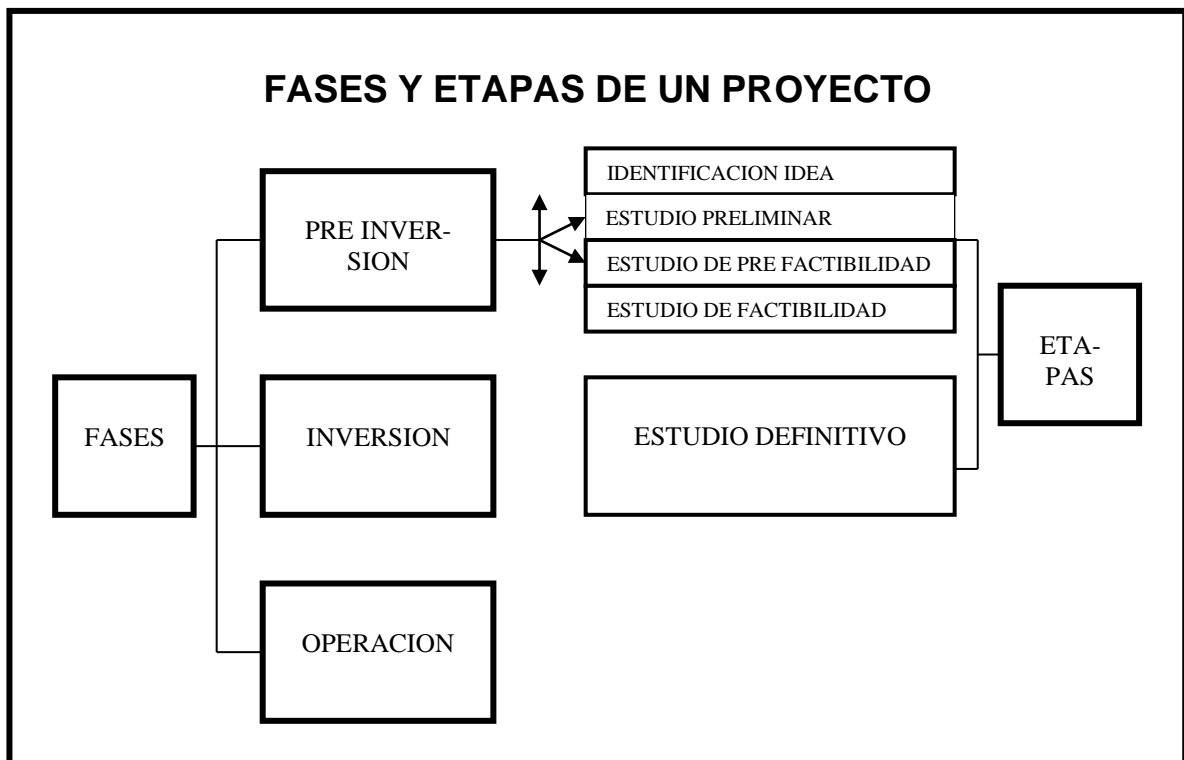 FASES Y ETAPAS DE UN PROYECTO
IDENTIFICACION IDEA
PRE INVER-
SION
ESTUDIO PRELIMINAR
ESTUDIO DE PRE FACTIBILIDAD
ESTUDIO DE FACTIBILIDAD
ETA-
PAS
FASES
INVERSION
ESTUDIO DEFINITIVO
OPERACION